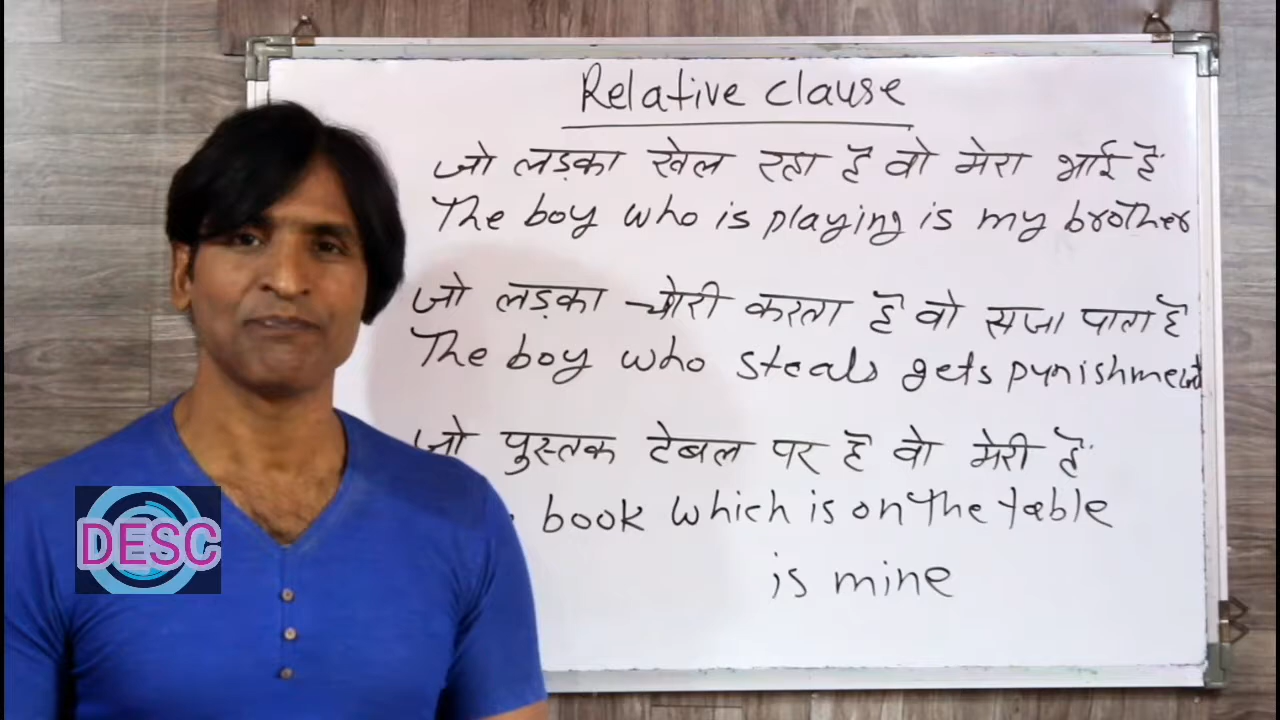 Relative clause
जो लड़का खेल रहा है वो मेरा भाई है
The boy who is playing is my brother
जो लड़का चोरी करता है वो सजा पाता है
The boy who steals gets punishment
जो पुस्तक टेबल पर है वो मेरी है
book which is on the table
is mine
DESC